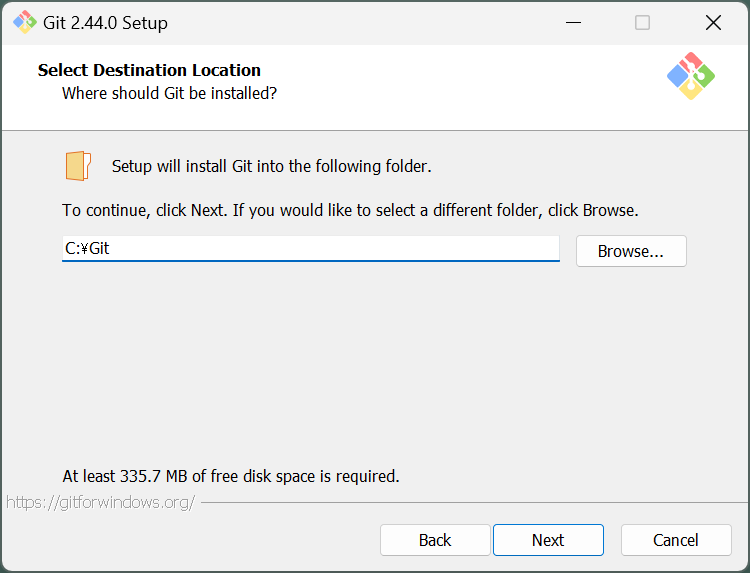 Git 2.44.0 Setup
Select Destination Location
Where should Git be installed?
Setup will install Git into the following folder.
To continue, click Next. If you would like to select a different folder, click Browse.
C:¥Git
Browse...
At least 335.7 MB of free disk space is required.
https://gitforwindows.org/
Back
Next
Cancel